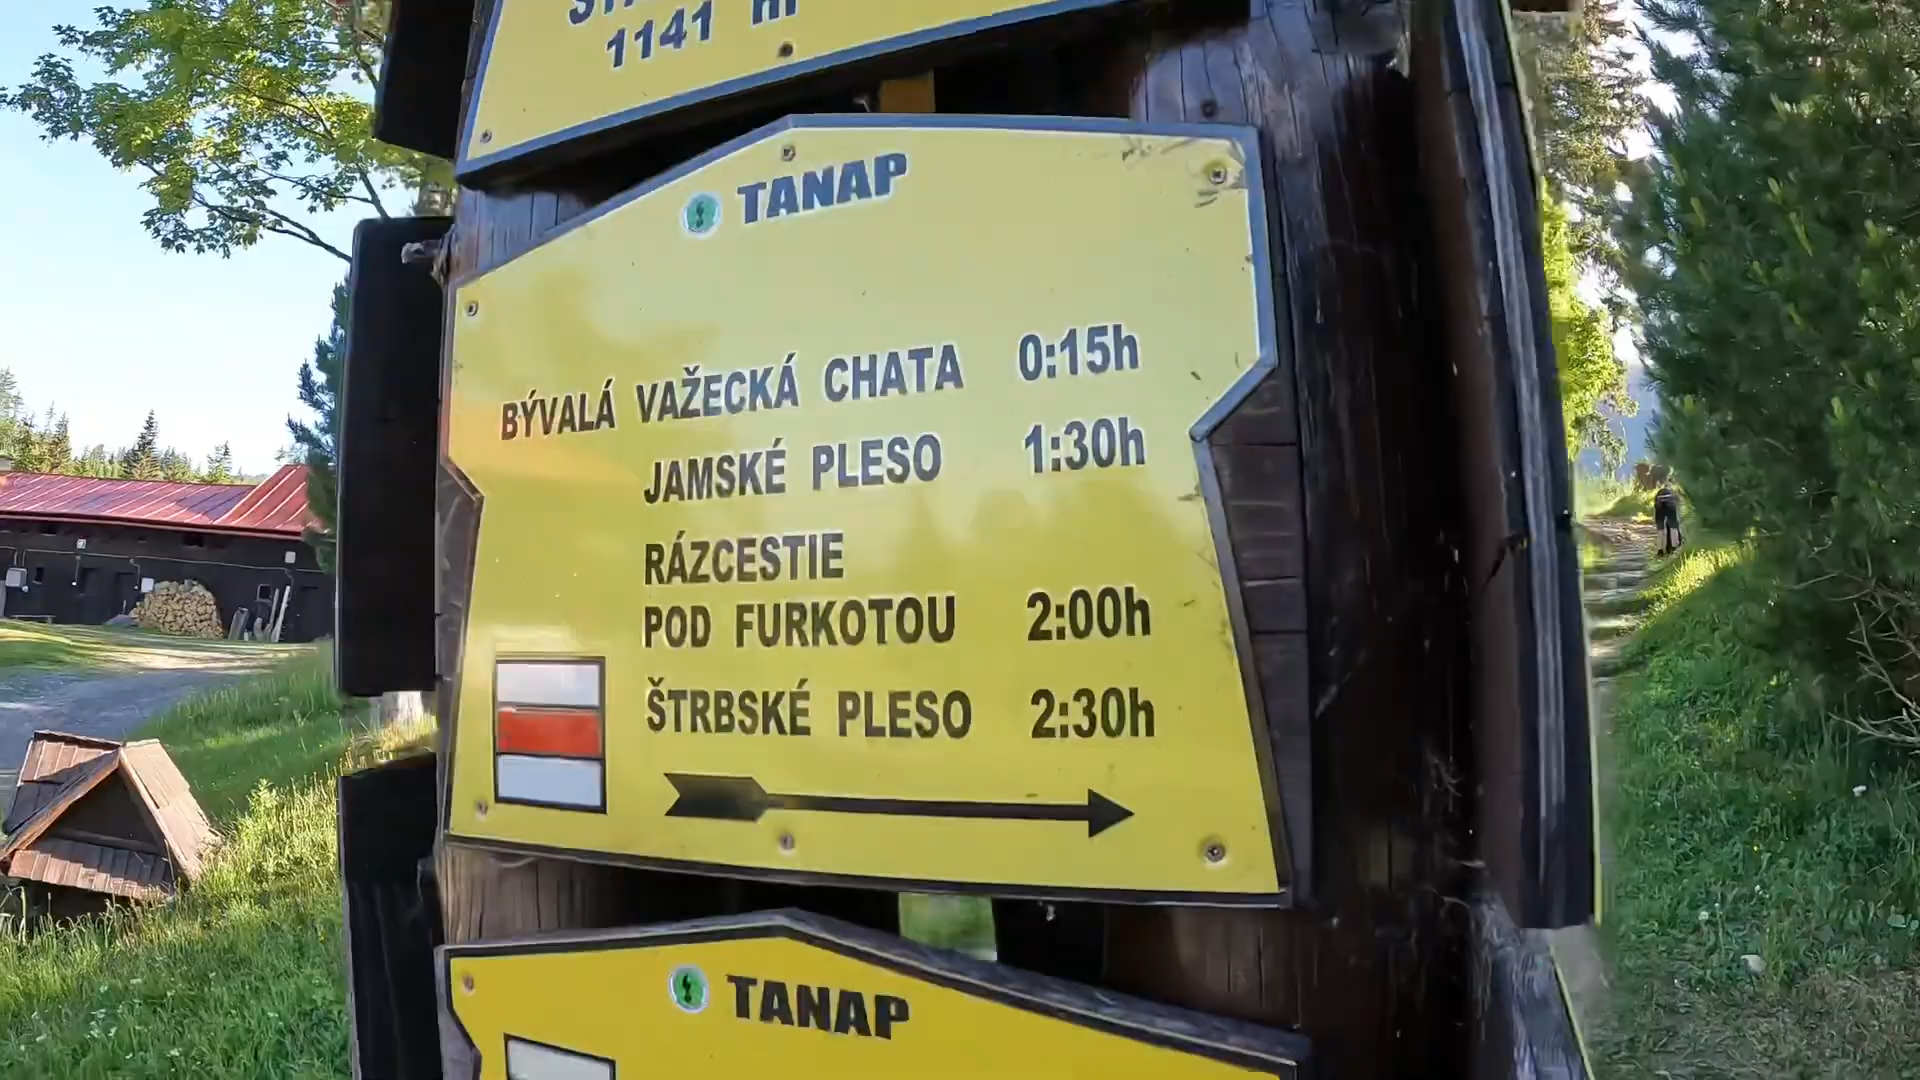 1141
TANAP
BÝVALÁ VAŽECKÁ CHATA 0:15h
JAMSKÉ PLESO 1:30h
RÁZCESTIE
POD FURKOTOU 2:00h
ŠTRBSKÉ PLESO 2:30h
TANAP